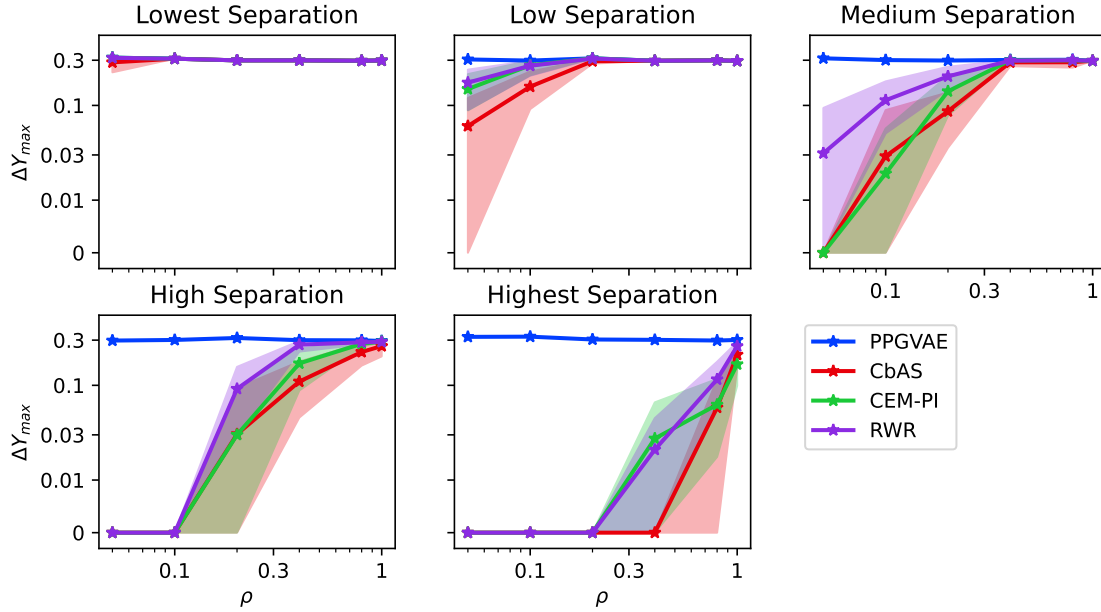 Lowest Separation
Low Separation
Medium Separation
ΔY_max
0.3
0.1
0.03
0.01
0
0.1
0.3
1
High Separation
Highest Separation
ΔY_max
0.3
0.1
0.03
0.01
0
0.1
0.3
1
ρ
0.1
0.3
1
ρ
PPGVAE
CbAS
CEM-PI
RWR